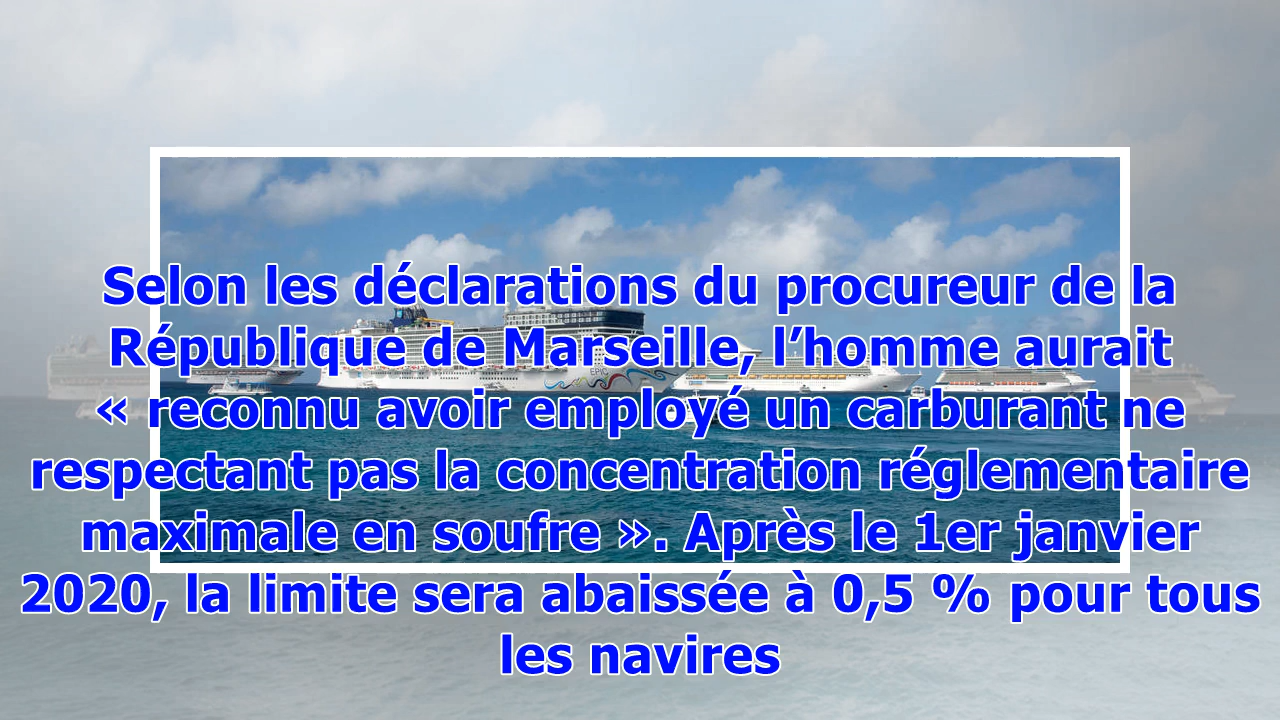 Selon les déclarations du procureur de la
République de Marseille, l’homme aurait
« reconnu avoir employé un carburant ne
respectant pas la concentration réglementaire
maximale en soufre ». Après le 1er janvier
2020, la limite sera abaissée à 0,5 % pour tous
les navires
EPIC